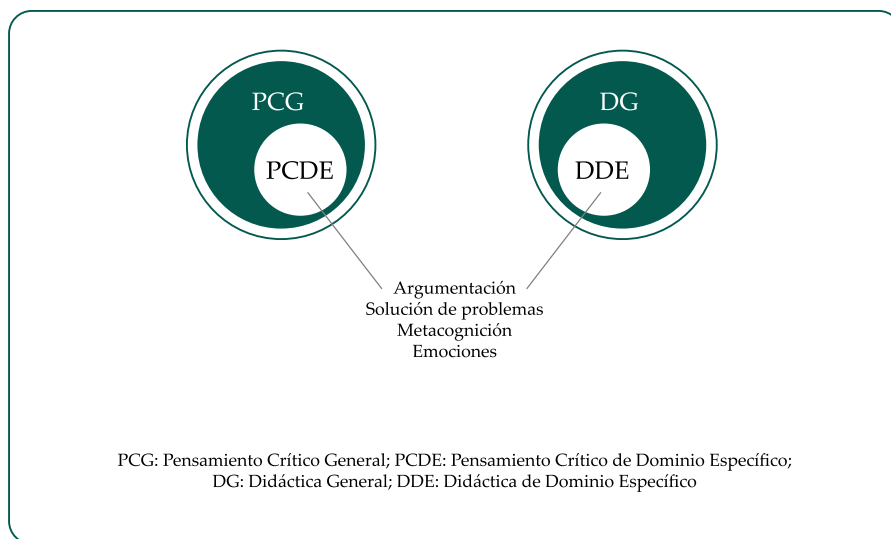 PCG
DG
PCDE
DDE
Argumentación
Solución de problemas
Metacognición
Emociones
PCG: Pensamiento Crítico General; PCDE: Pensamiento Crítico de Dominio Específico;
DG: Didáctica General; DDE: Didáctica de Dominio Específico